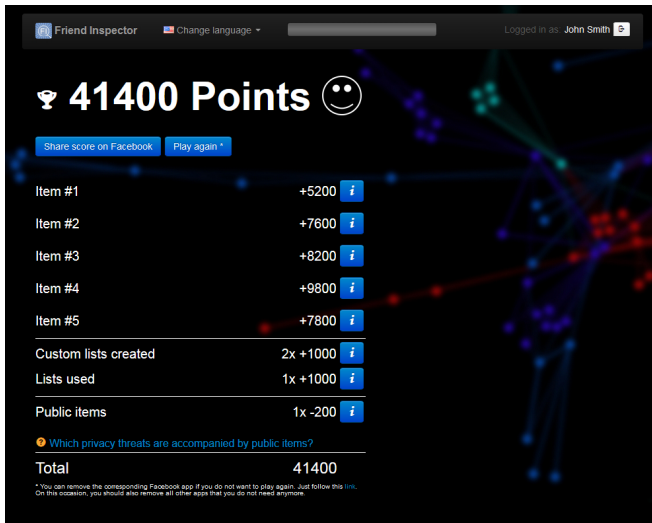 Friend Inspector Change language Logged in as: John Smith
41400 Points
Share score on Facebook Play again *
Item #1 +5200 i
Item #2 +7600 i
Item #3 +8200 i
Item #4 +9800 i
Item #5 +7800 i
Custom lists created 2x +1000 i
Lists used 1x +1000 i
Public items 1x -200 i
? Which privacy threats are accompanied by public items?
Total 41400
* You can remove the corresponding Facebook app if you do not want to play again. Just follow this link.
On this occasion, you should also remove all other apps that you do not need anymore.